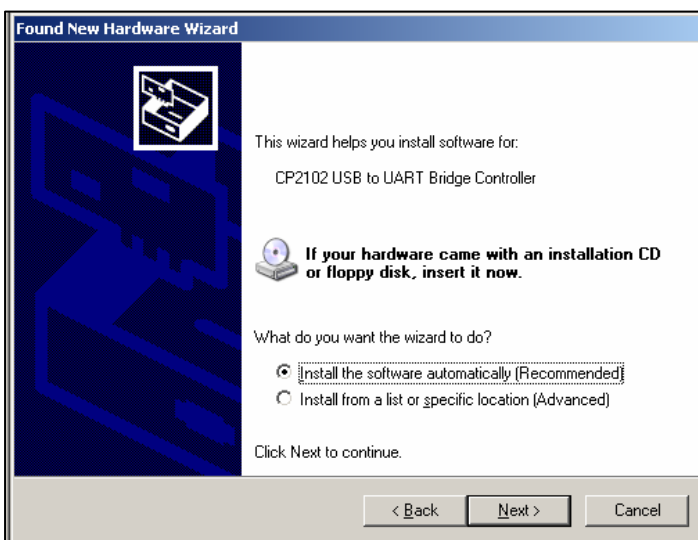 Found New Hardware Wizard
This wizard helps you install software for:
CP2102 USB to UART Bridge Controller
If your hardware came with an installation CD
or floppy disk, insert it now.
What do you want the wizard to do?
Install the software automatically (Recommended)
Install from a list or specific location (Advanced)
Click Next to continue.
< Back
Next >
Cancel